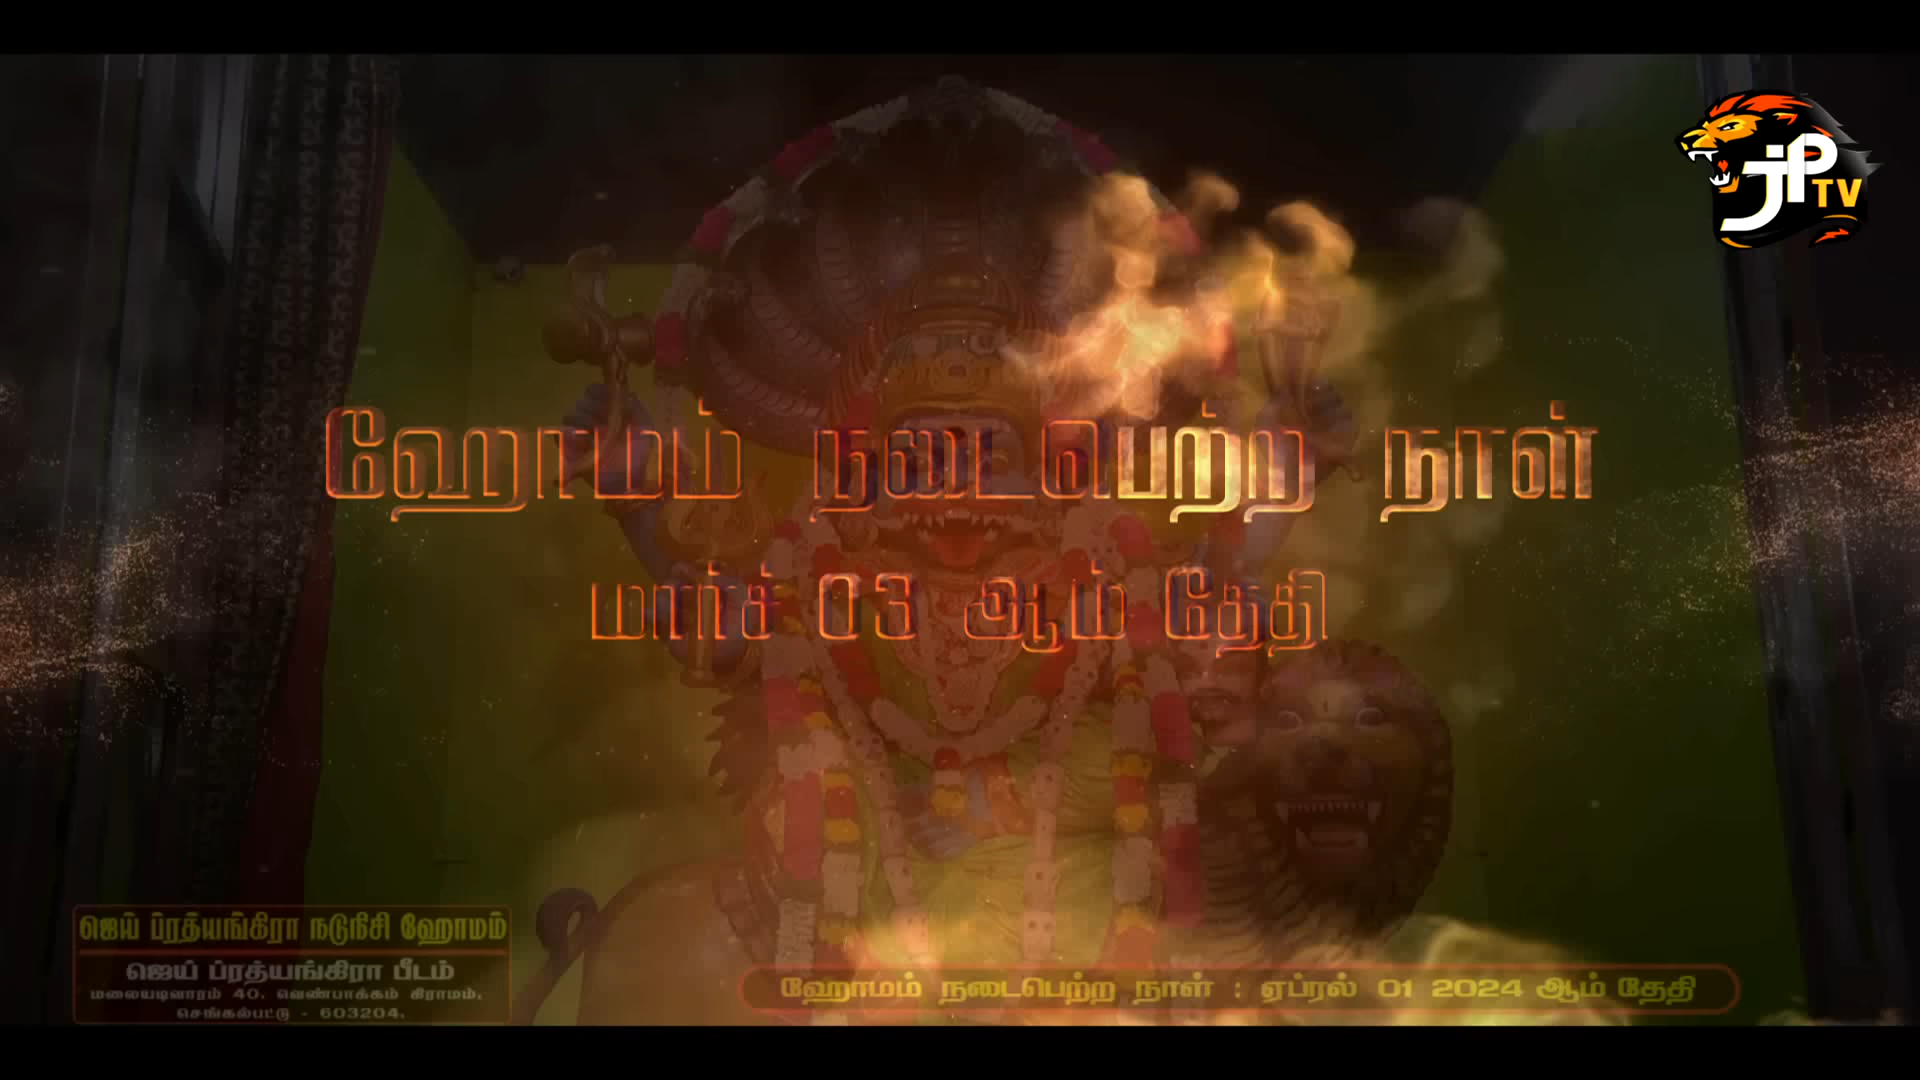 JP TV
ஹோமம் நடைபெற்ற நாள்
மார்ச் 03 ஆம் தேதி
ஜெய் ப்ரத்யங்கிரா நடுநிசி ஹோமம்
ஜெய் ப்ரத்யங்கிரா பீடம்
மலையடிவாரம் 40, வெண்பாக்கம் கிராமம்,
செங்கல்பட்டு - 603204.
ஹோமம் நடைபெற்ற நாள் : ஏப்ரல் 01 2024 ஆம் தேதி